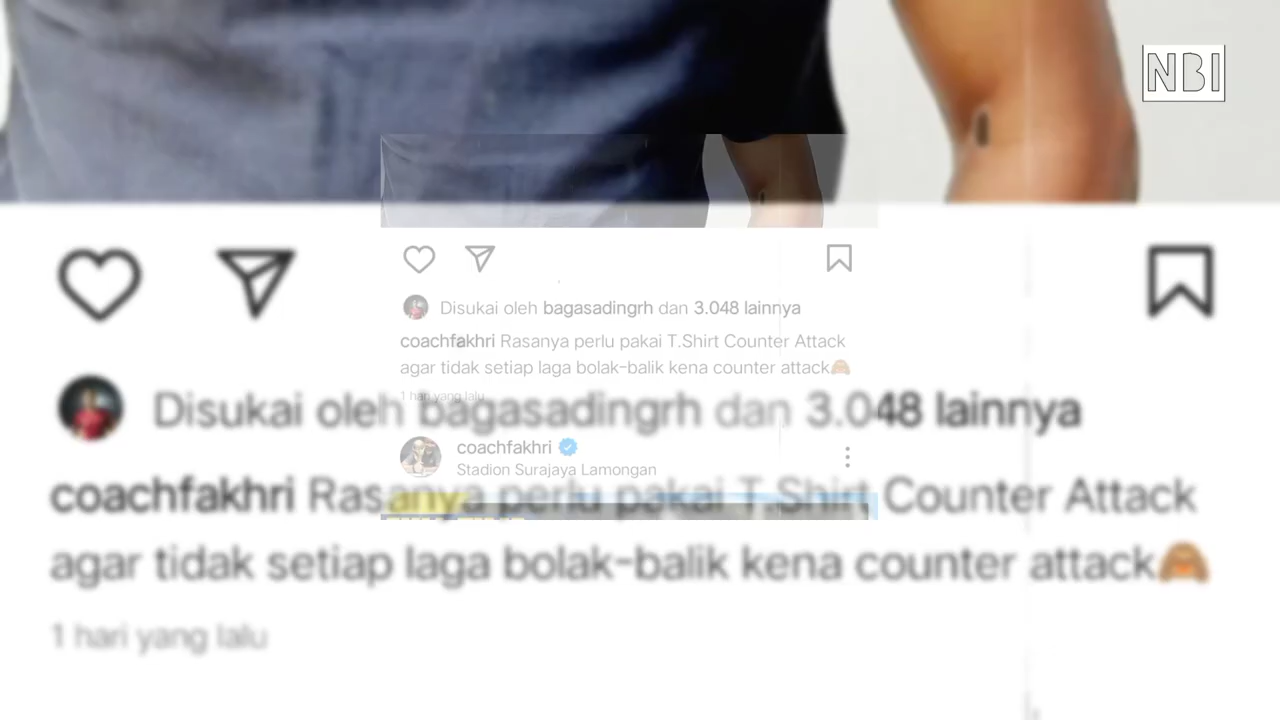 NBI
Disukai oleh bagasadingrh dan 3.048 lainnya
coachfakhri Rasanya perlu pakai T.Shirt Counter Attack
agar tidak setiap laga bolak-balik kena counter attack🙈
1 hari yang lalu
coachfakhri
Stadion Surajaya Lamongan
Disukai oleh bagasadingrh dan 3.048 lainnya
coachfakhri Rasanya perlu pakai T.Shirt Counter Attack
agar tidak setiap laga bolak-balik kena counter attack🙈
1 hari yang lalu